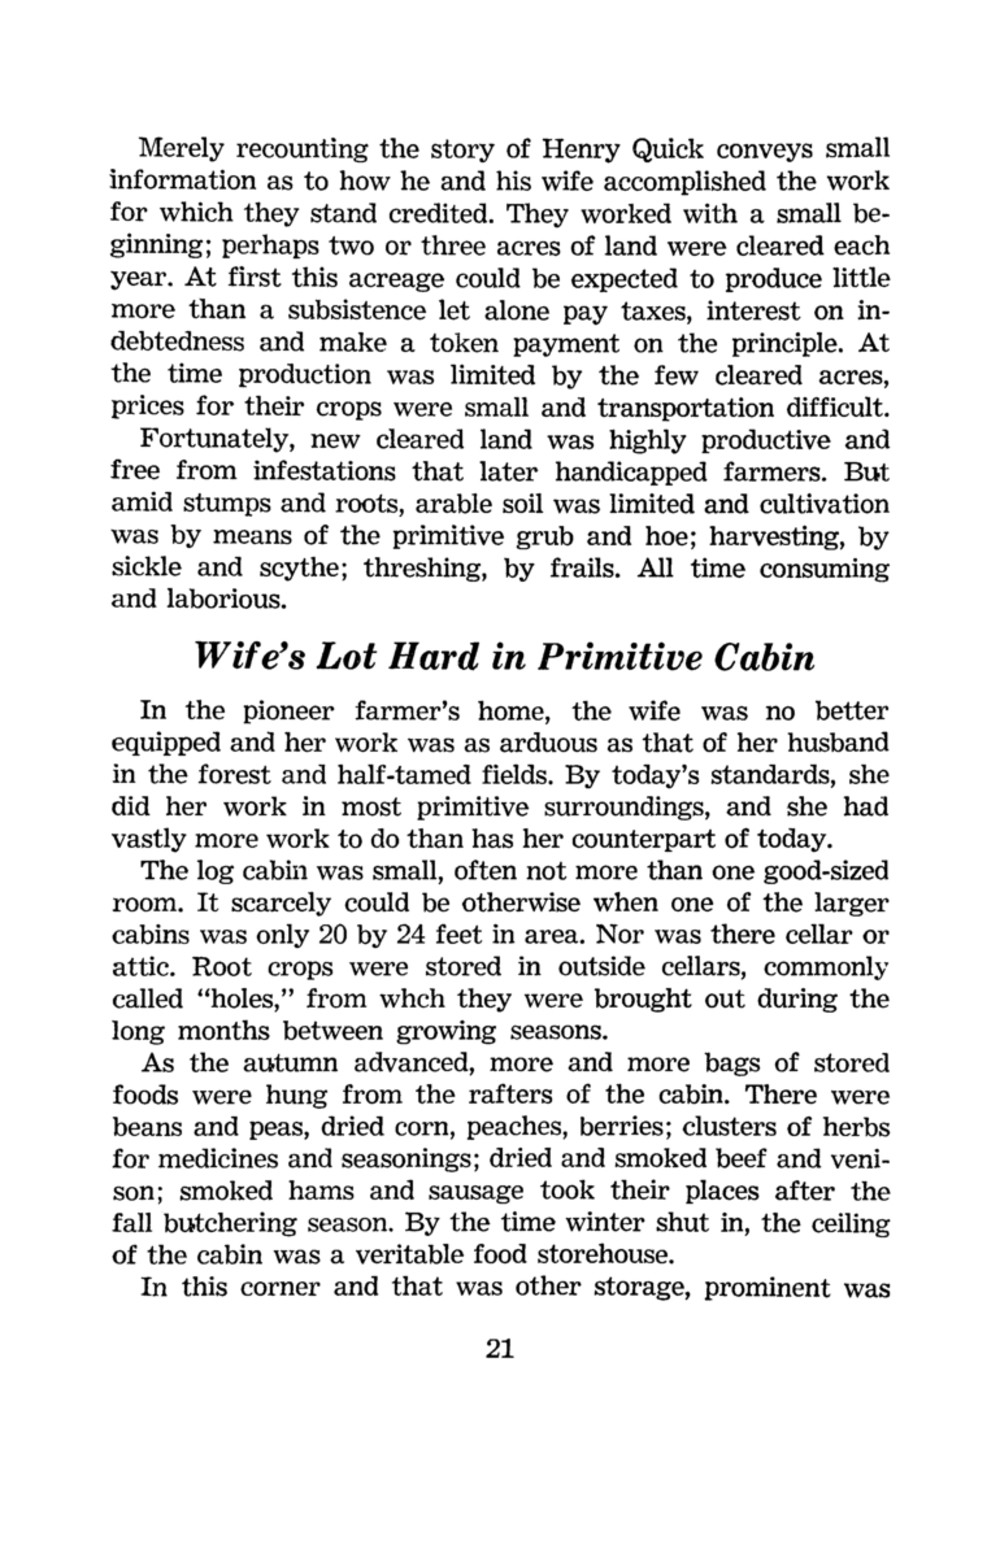 Merely recounting the story of Henry Quick conveys small
information as to how he and his wife accomplished the work
for which they stand credited. They worked with a small be-
ginning; perhaps two or three acres of land were cleared each
year. At first this acreage could be expected to produce little
more than a subsistence let alone pay taxes, interest on in-
debtedness and make a token payment on the principle. At
the time production was limited by the few cleared acres,
prices for their crops were small and transportation difficult.
Fortunately, new cleared land was highly productive and
free from infestations that later handicapped farmers. But
amid stumps and roots, arable soil was limited and cultivation
was by means of the primitive grub and hoe; harvesting, by
sickle and scythe; threshing, by frails. All time consuming
and laborious.
Wife's Lot Hard in Primitive Cabin
In the pioneer farmer's home, the wife was no better
equipped and her work was as arduous as that of her husband
in the forest and half-tamed fields. By today's standards, she
did her work in most primitive surroundings, and she had
vastly more work to do than has her counterpart of today.
The log cabin was small, often not more than one good-sized
room. It scarcely could be otherwise when one of the larger
cabins was only 20 by 24 feet in area. Nor was there cellar or
attic. Root crops were stored in outside cellars, commonly
called “holes,” from whch they were brought out during the
long months between growing seasons.
As the autumn advanced, more and more bags of stored
foods were hung from the rafters of the cabin. There were
beans and peas, dried corn, peaches, berries; clusters of herbs
for medicines and seasonings; dried and smoked beef and veni-
son; smoked hams and sausage took their places after the
fall butchering season. By the time winter shut in, the ceiling
of the cabin was a veritable food storehouse.
In this corner and that was other storage, prominent was
21